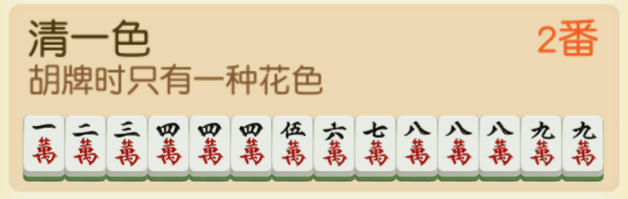 清一色 2番
胡牌时只有一种花色
一萬 二萬 三萬 四萬 四萬 四萬 伍萬 六萬 七萬 八萬 八萬 八萬 九萬 九萬